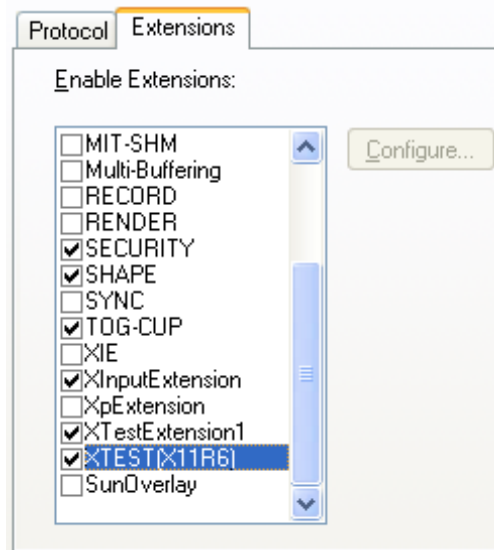 Protocol Extensions
Enable Extensions:
MIT-SHM
Configure...
Multi-Buffering
RECORD
RENDER
SECURITY
SHAPE
SYNC
TOG-CUP
XIE
XInputExtension
XpExtension
XTestExtension1
XTEST(X11R6)
SunOverlay